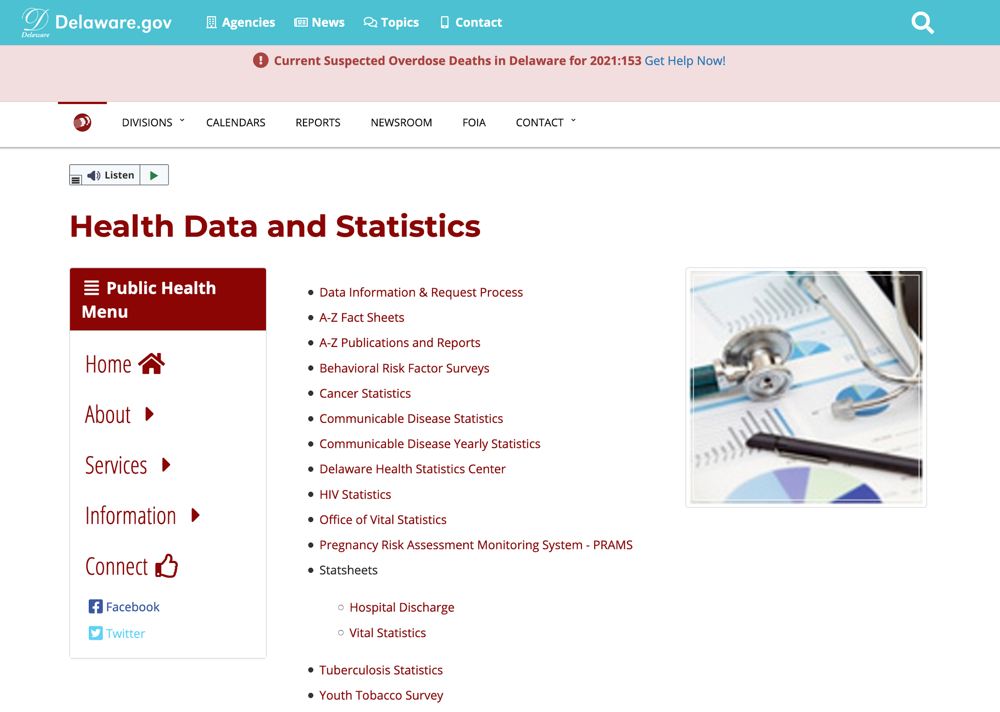 Delaware
Delaware.gov
Agencies
News
Topics
Contact
Current Suspected Overdose Deaths in Delaware for 2021:153 Get Help Now!
DIVISIONS
CALENDARS
REPORTS
NEWSROOM
FOIA
CONTACT
Listen
Health Data and Statistics
Public Health
Menu
Home
About
Services
Information
Connect
Facebook
Twitter
Data Information & Request Process
A-Z Fact Sheets
A-Z Publications and Reports
Behavioral Risk Factor Surveys
Cancer Statistics
Communicable Disease Statistics
Communicable Disease Yearly Statistics
Delaware Health Statistics Center
HIV Statistics
Office of Vital Statistics
Pregnancy Risk Assessment Monitoring System - PRAMS
Statsheets
Hospital Discharge
Vital Statistics
Tuberculosis Statistics
Youth Tobacco Survey